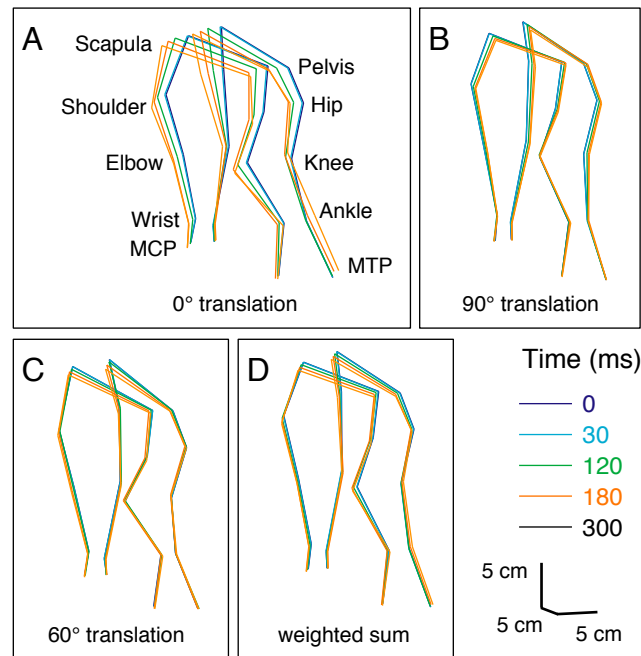 A
Scapula
Pelvis
Shoulder
Hip
Elbow
Knee
Wrist
Ankle
MCP
MTP
0° translation
B
90° translation
C
60° translation
D
weighted sum
Time (ms)
0
30
120
180
300
5 cm
5 cm
5 cm